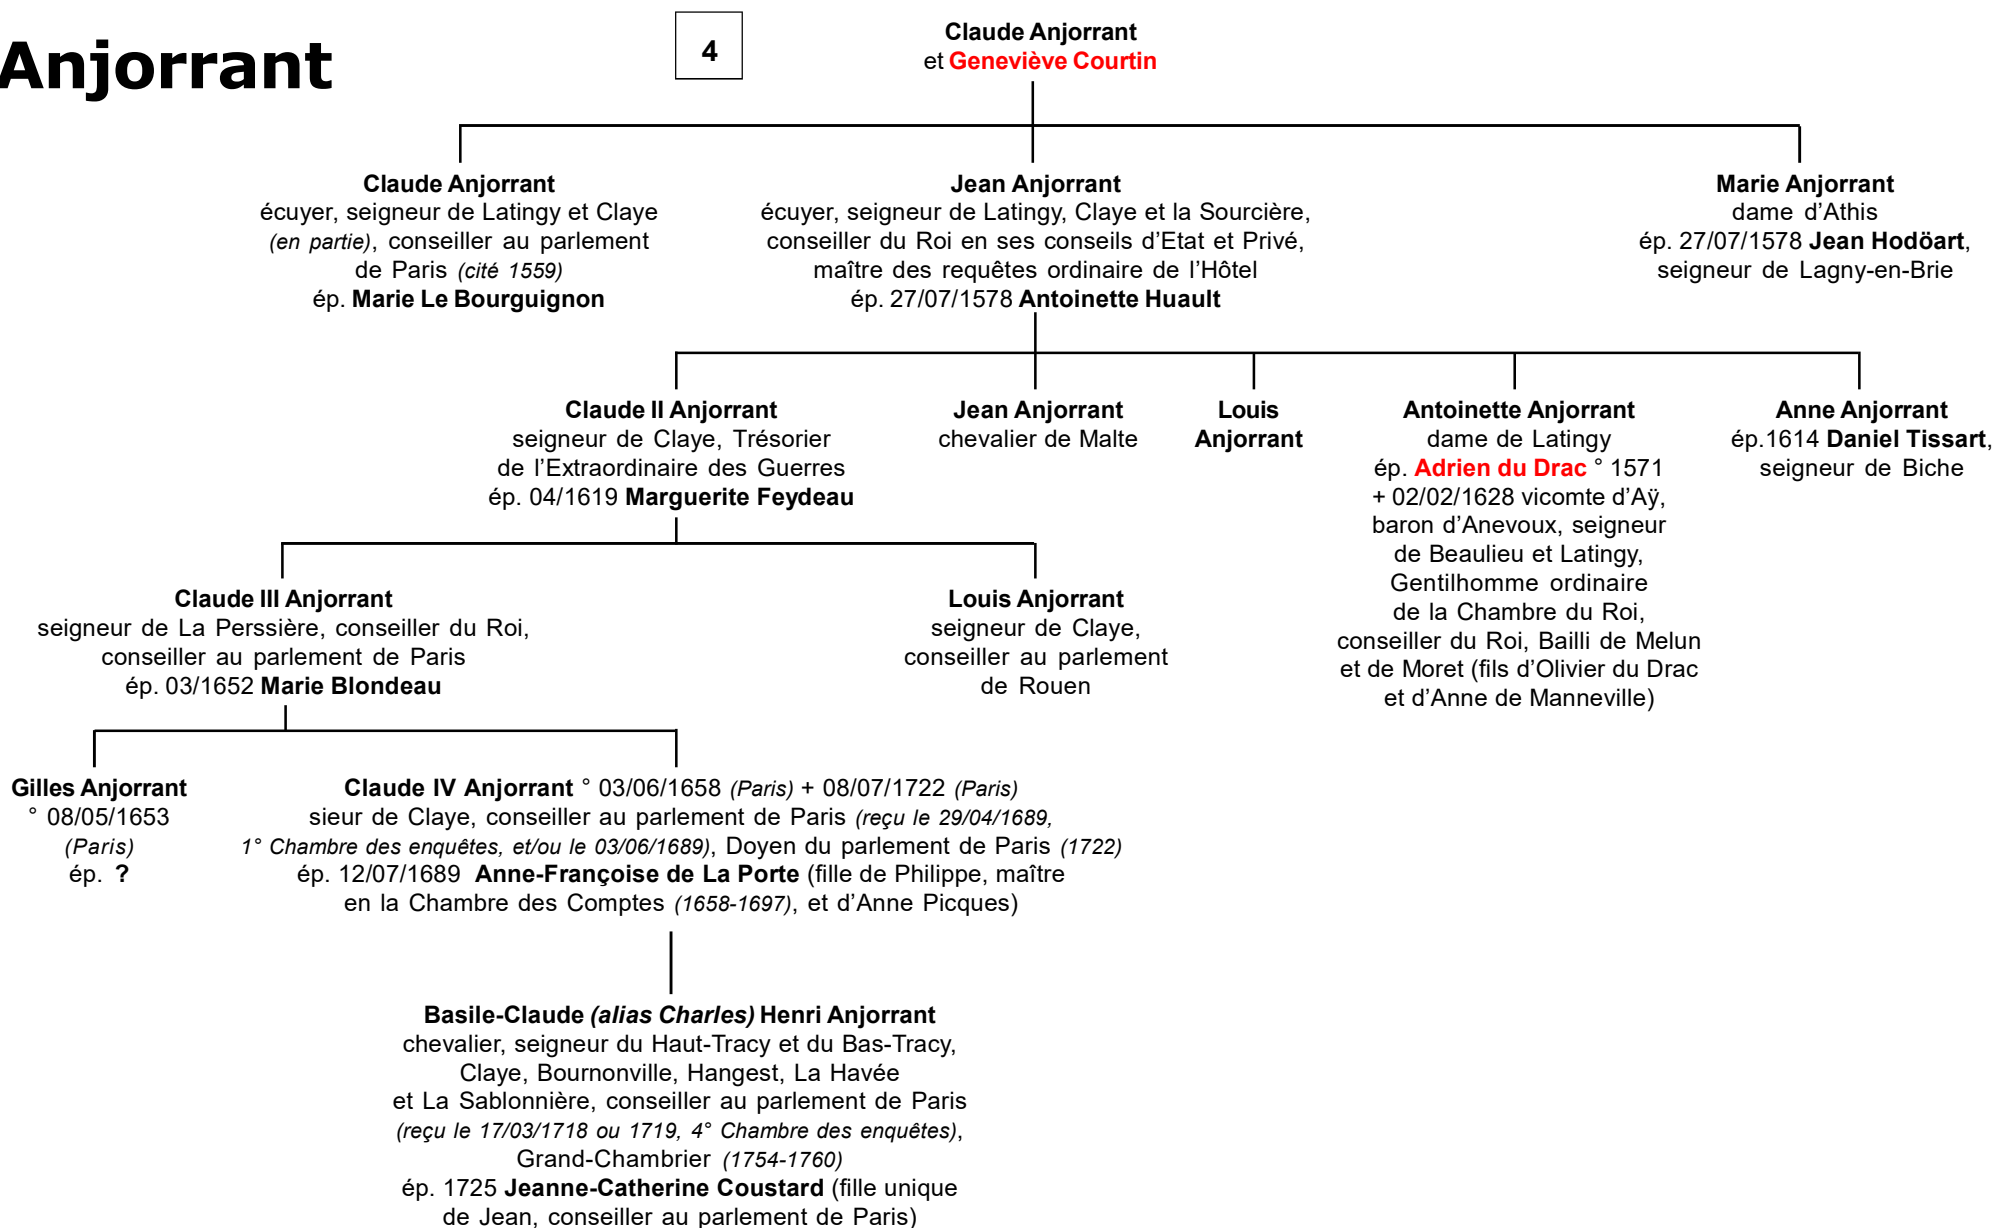 Anjorrant
4
Claude Anjorrant
et Geneviève Courtin
Claude Anjorrant
écuyer, seigneur de Latingy et Claye
(en partie), conseiller au parlement
de Paris (cité 1559)
ép. Marie Le Bourguignon
Jean Anjorrant
écuyer, seigneur de Latingy, Claye et la Sourcière,
conseiller du Roi en ses conseils d'Etat et Privé,
maître des requêtes ordinaire de l'Hôtel
ép. 27/07/1578 Antoinette Huault
Marie Anjorrant
dame d'Athis
ép. 27/07/1578 Jean Hodöart,
seigneur de Lagny-en-Brie
Claude II Anjorrant
seigneur de Claye, Trésorier
de l'Extraordinaire des Guerres
ép. 04/1619 Marguerite Feydeau
Jean Anjorrant
chevalier de Malte
Louis
Anjorrant
Antoinette Anjorrant
dame de Latingy
ép. Adrien du Drac ° 1571
+ 02/02/1628 vicomte d'Aÿ,
baron d'Anevoux, seigneur
de Beaulieu et Latingy,
Gentilhomme ordinaire
de la Chambre du Roi,
conseiller du Roi, Bailli de Melun
et de Moret (fils d'Olivier du Drac
et d'Anne de Manneville)
Anne Anjorrant
ép.1614 Daniel Tissart,
seigneur de Biche
Claude III Anjorrant
seigneur de La Perssière, conseiller du Roi,
conseiller au parlement de Paris
ép. 03/1652 Marie Blondeau
Louis Anjorrant
seigneur de Claye,
conseiller au parlement
de Rouen
Gilles Anjorrant
° 08/05/1653
(Paris)
ép. ?
Claude IV Anjorrant ° 03/06/1658 (Paris) + 08/07/1722 (Paris)
sieur de Claye, conseiller au parlement de Paris (reçu le 29/04/1689,
1° Chambre des enquêtes, et/ou le 03/06/1689), Doyen du parlement de Paris (1722)
ép. 12/07/1689 Anne-Françoise de La Porte (fille de Philippe, maître
en la Chambre des Comptes (1658-1697), et d'Anne Picques)
Basile-Claude (alias Charles) Henri Anjorrant
chevalier, seigneur du Haut-Tracy et du Bas-Tracy,
Claye, Bournonville, Hangest, La Havée
et La Sablonnière, conseiller au parlement de Paris
(reçu le 17/03/1718 ou 1719, 4° Chambre des enquêtes),
Grand-Chambrier (1754-1760)
ép. 1725 Jeanne-Catherine Coustard (fille unique
de Jean, conseiller au parlement de Paris)